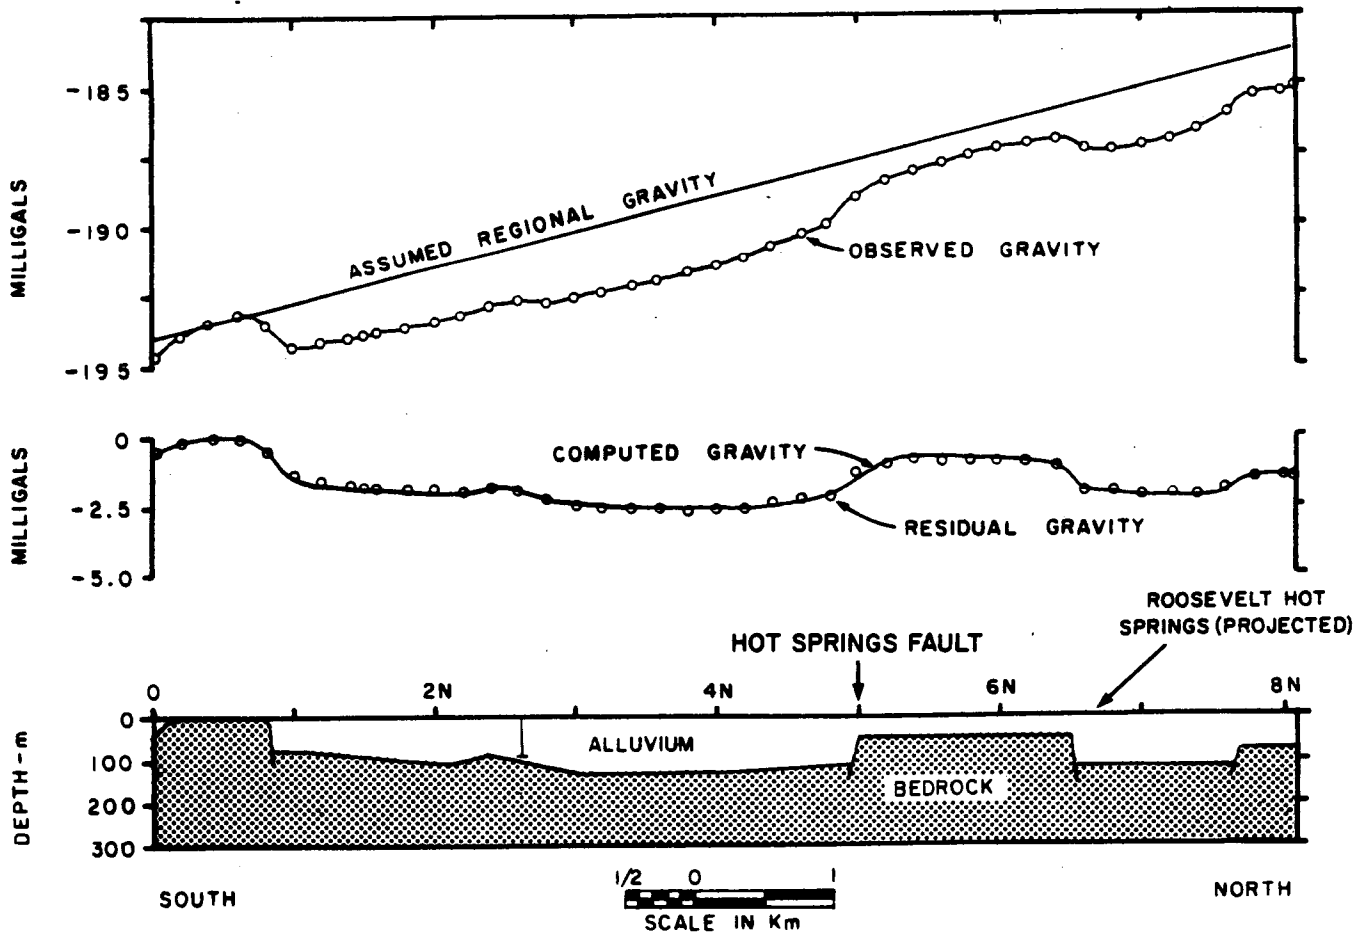 -185
-190
-195
MILLIGALS
ASSUMED REGIONAL GRAVITY
OBSERVED GRAVITY
0
-2.5
-5.0
MILLIGALS
COMPUTED GRAVITY
RESIDUAL GRAVITY
ROOSEVELT HOT
SPRINGS (PROJECTED)
HOT SPRINGS FAULT
0 2N 4N 6N 8N
0
100
200
300
DEPTH-m
ALLUVIUM
BEDROCK
SOUTH
NORTH
1/2 0 1
SCALE IN Km